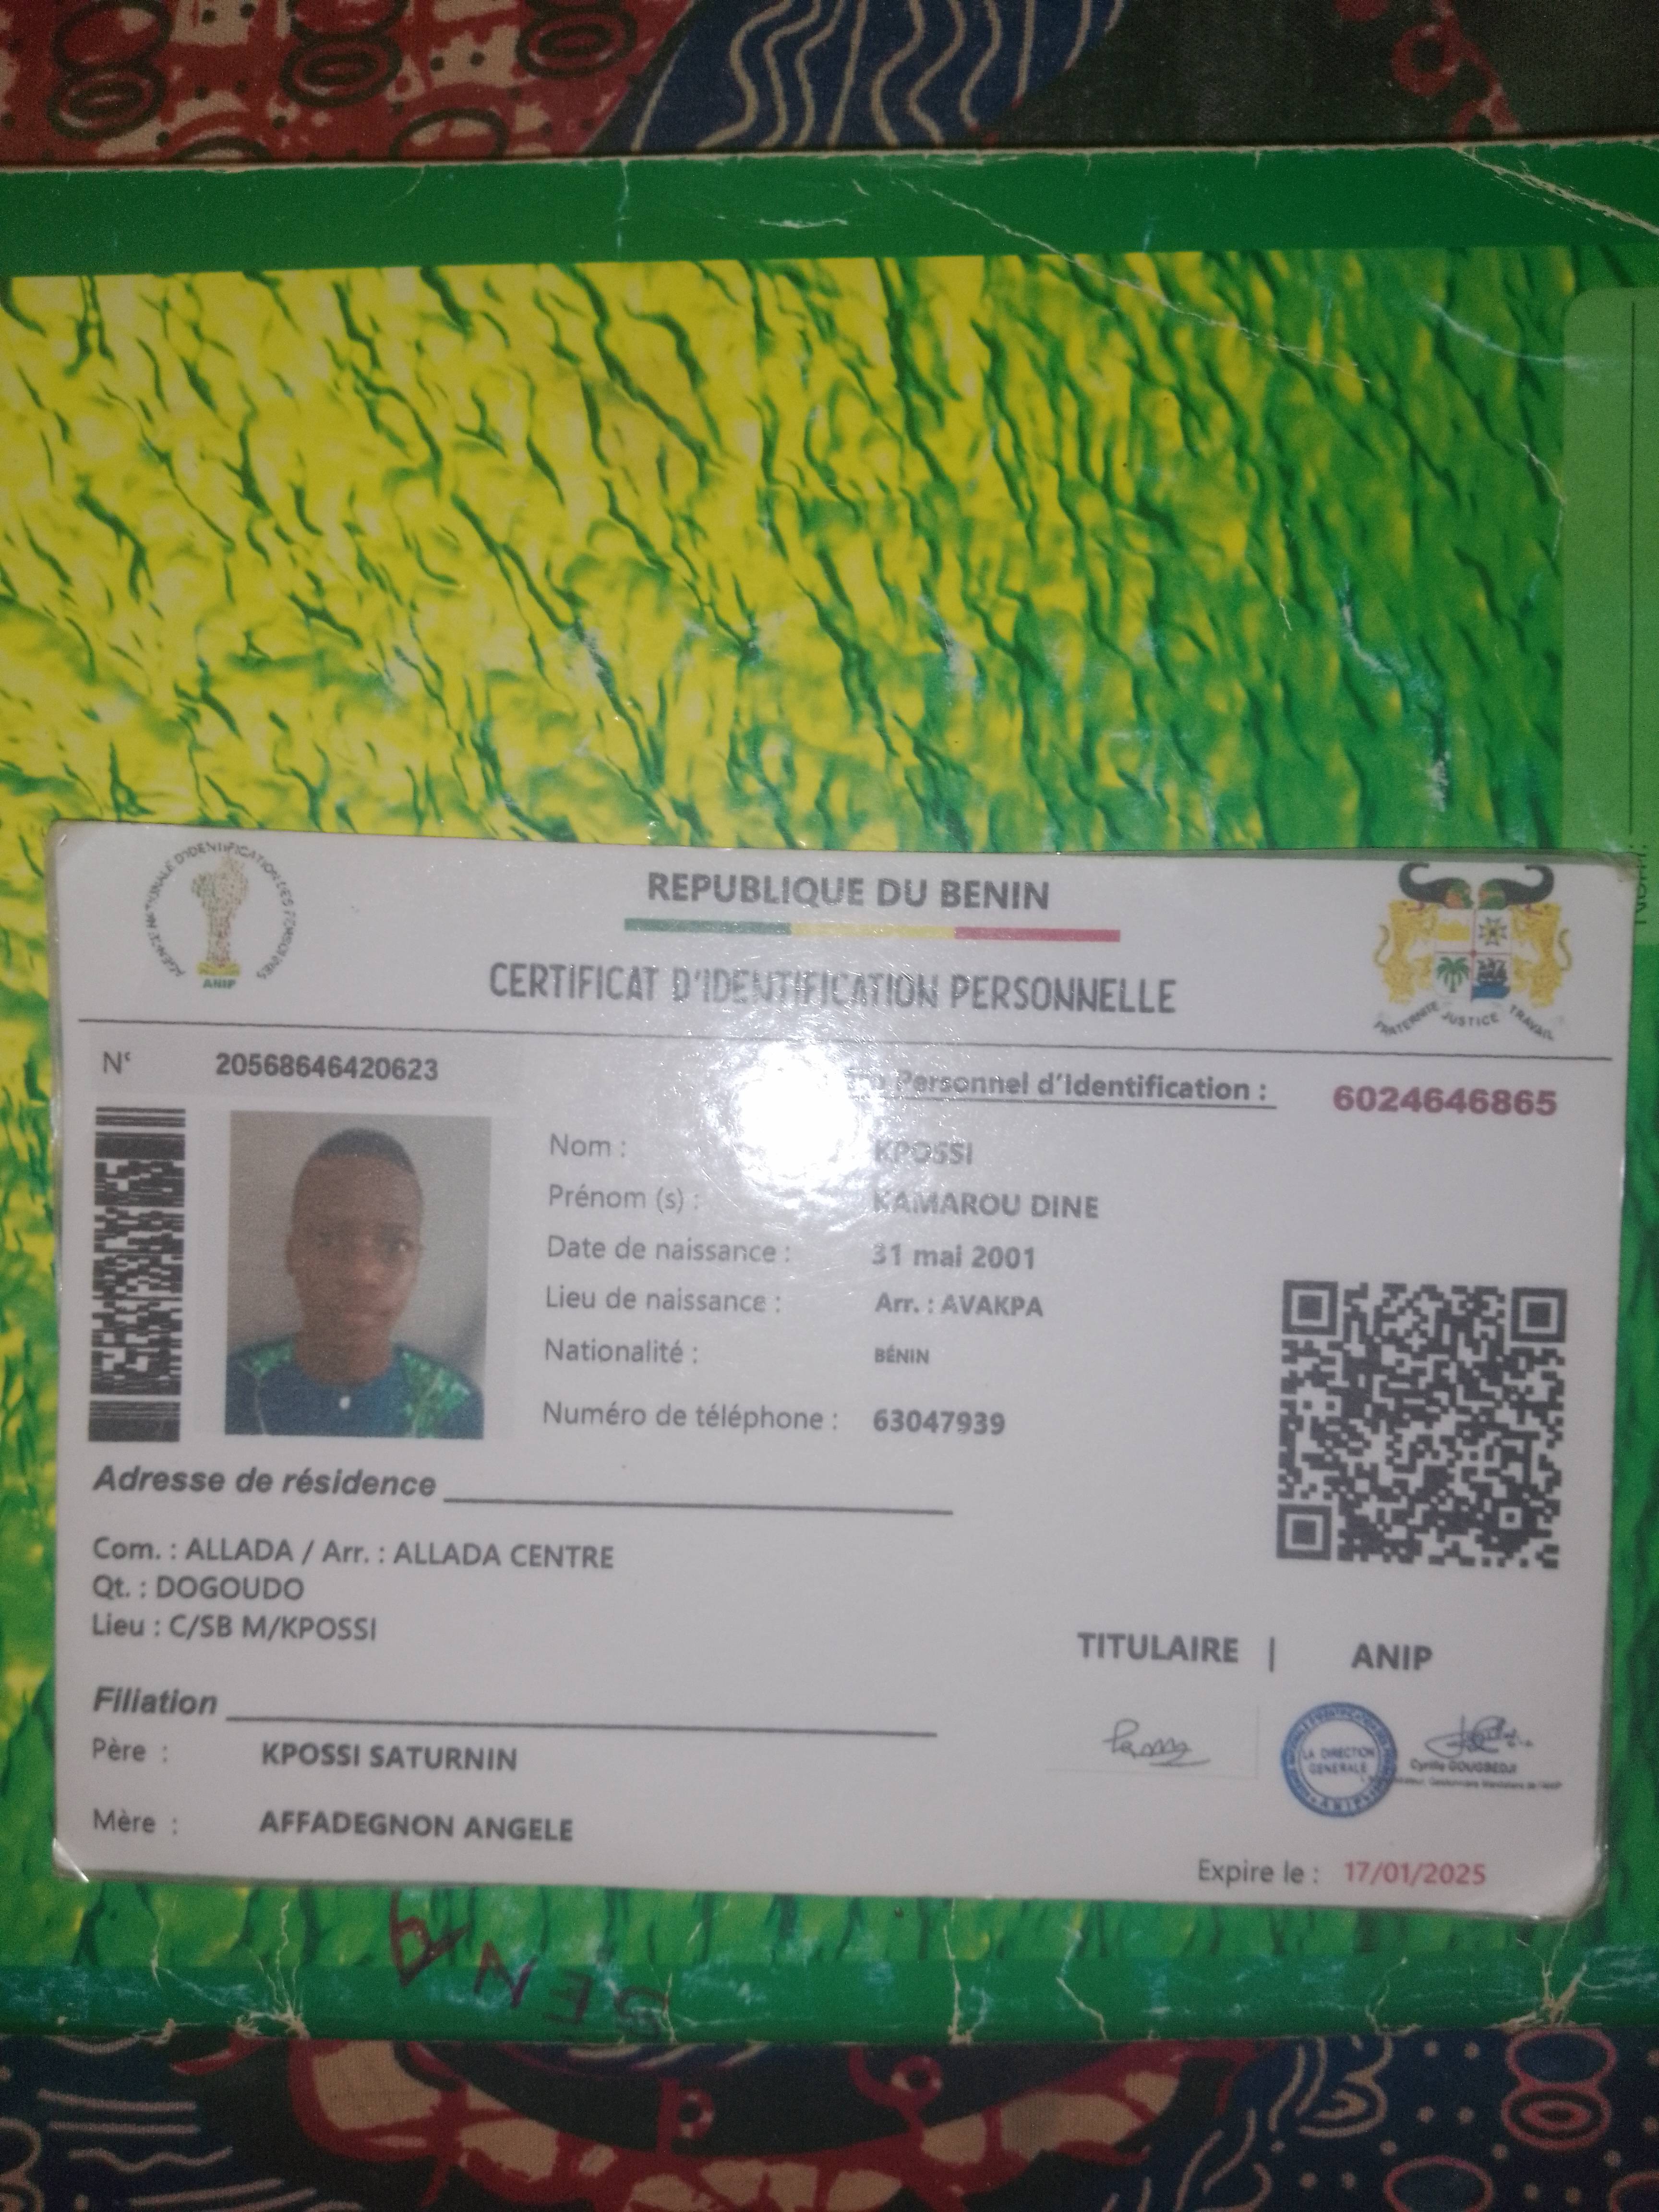 AGENCE NATIONALE D'IDENTIFICATION DES PERSONNES
ANIP
REPUBLIQUE DU BENIN
CERTIFICAT D'IDENTIFICATION PERSONNELLE
FRATERNITE JUSTICE TRAVAIL
N° 20568646420623
Personnel d'Identification : 6024646865
Nom : KPOSSI
Prénom (s) : KAMAROU DINE
Date de naissance : 31 mai 2001
Lieu de naissance : Arr. : AVAKPA
Nationalité : BÉNIN
Numéro de téléphone : 63047939
Adresse de résidence
Com. : ALLADA / Arr. : ALLADA CENTRE
Qt. : DOGOUDO
Lieu : C/SB M/KPOSSI
TITULAIRE | ANIP
Filiation
Père : KPOSSI SATURNIN
Mère : AFFADEGNON ANGELE
LA DIRECTION
GENERALE
ANIP
Cyrille GOUGBEDJI
Expire le : 17/01/2025